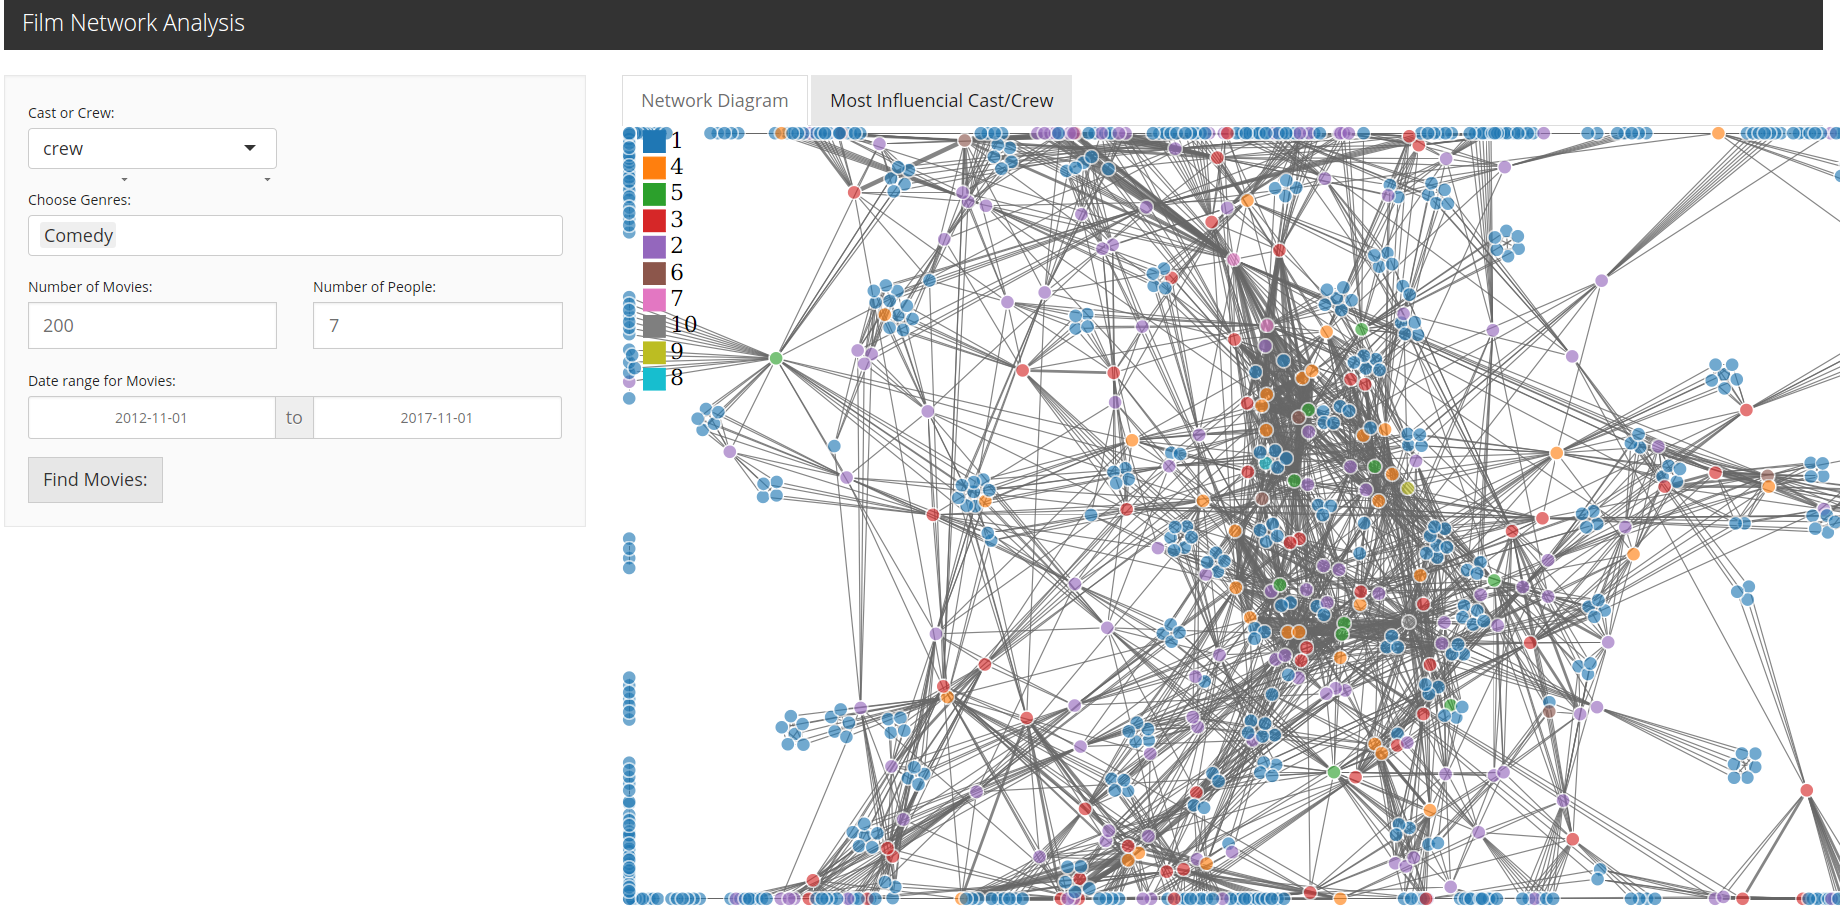 Film Network Analysis
Cast or Crew:
crew
Choose Genres:
Comedy
Number of Movies:
Number of People:
200
7
Date range for Movies:
2012-11-01
to
2017-11-01
Find Movies:
Network Diagram
Most Influencial Cast/Crew
1
4
5
3
2
6
7
10
9
8